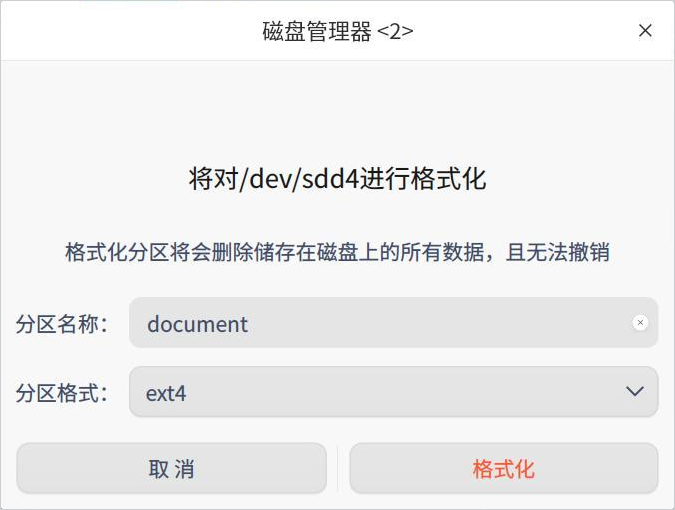 磁盘管理器 <2>
将对/dev/sdd4进行格式化
格式化分区将会删除储存在磁盘上的所有数据，且无法撤销
分区名称： document
分区格式： ext4
取 消 格式化